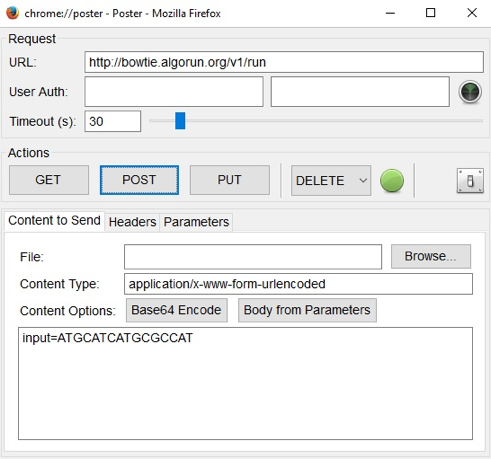 chrome://poster - Poster - Mozilla Firefox
Request
URL: http://bowtie.algorun.org/v1/run
User Auth:
Timeout (s): 30
Actions
GET POST PUT DELETE
Content to Send Headers Parameters
File: Browse...
Content Type: application/x-www-form-urlencoded
Content Options: Base64 Encode Body from Parameters
input=ATGCATCATGCGCCAT